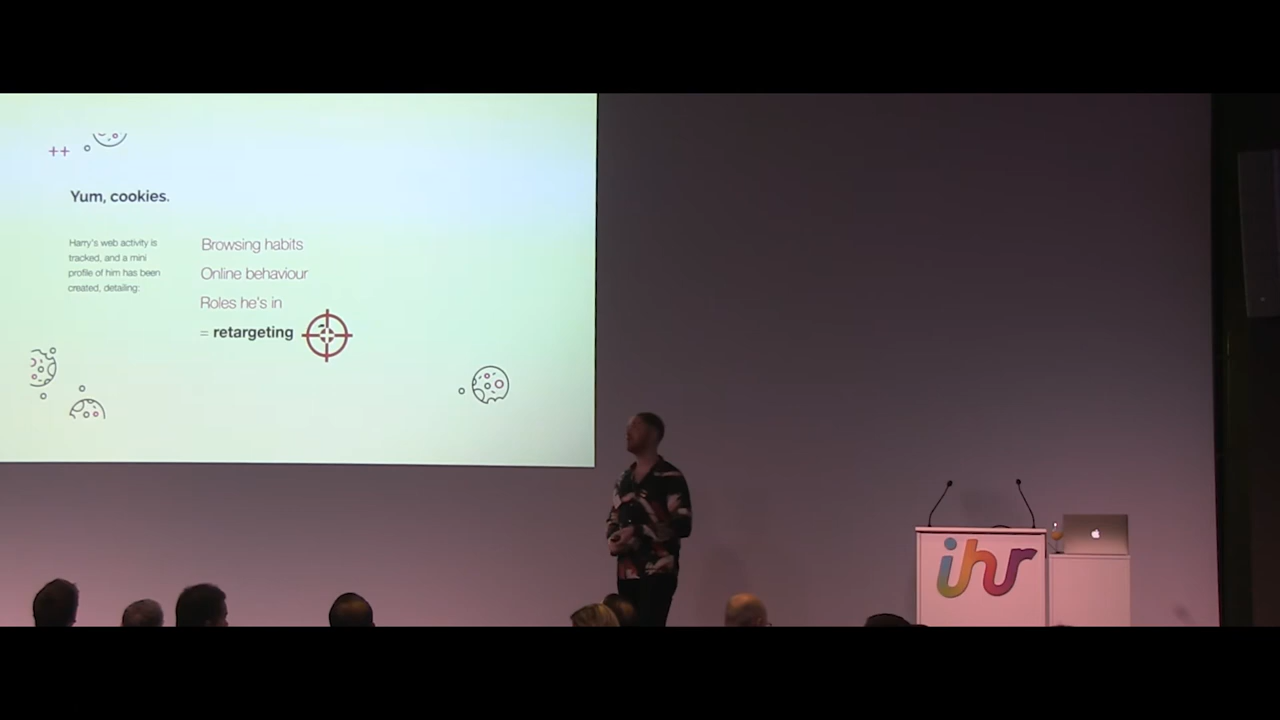 ++
Yum, cookies.
Harry's web activity is
tracked, and a mini
profile of him has been
created, detailing:
Browsing habits
Online behaviour
Roles he's in
= retargeting
ihr